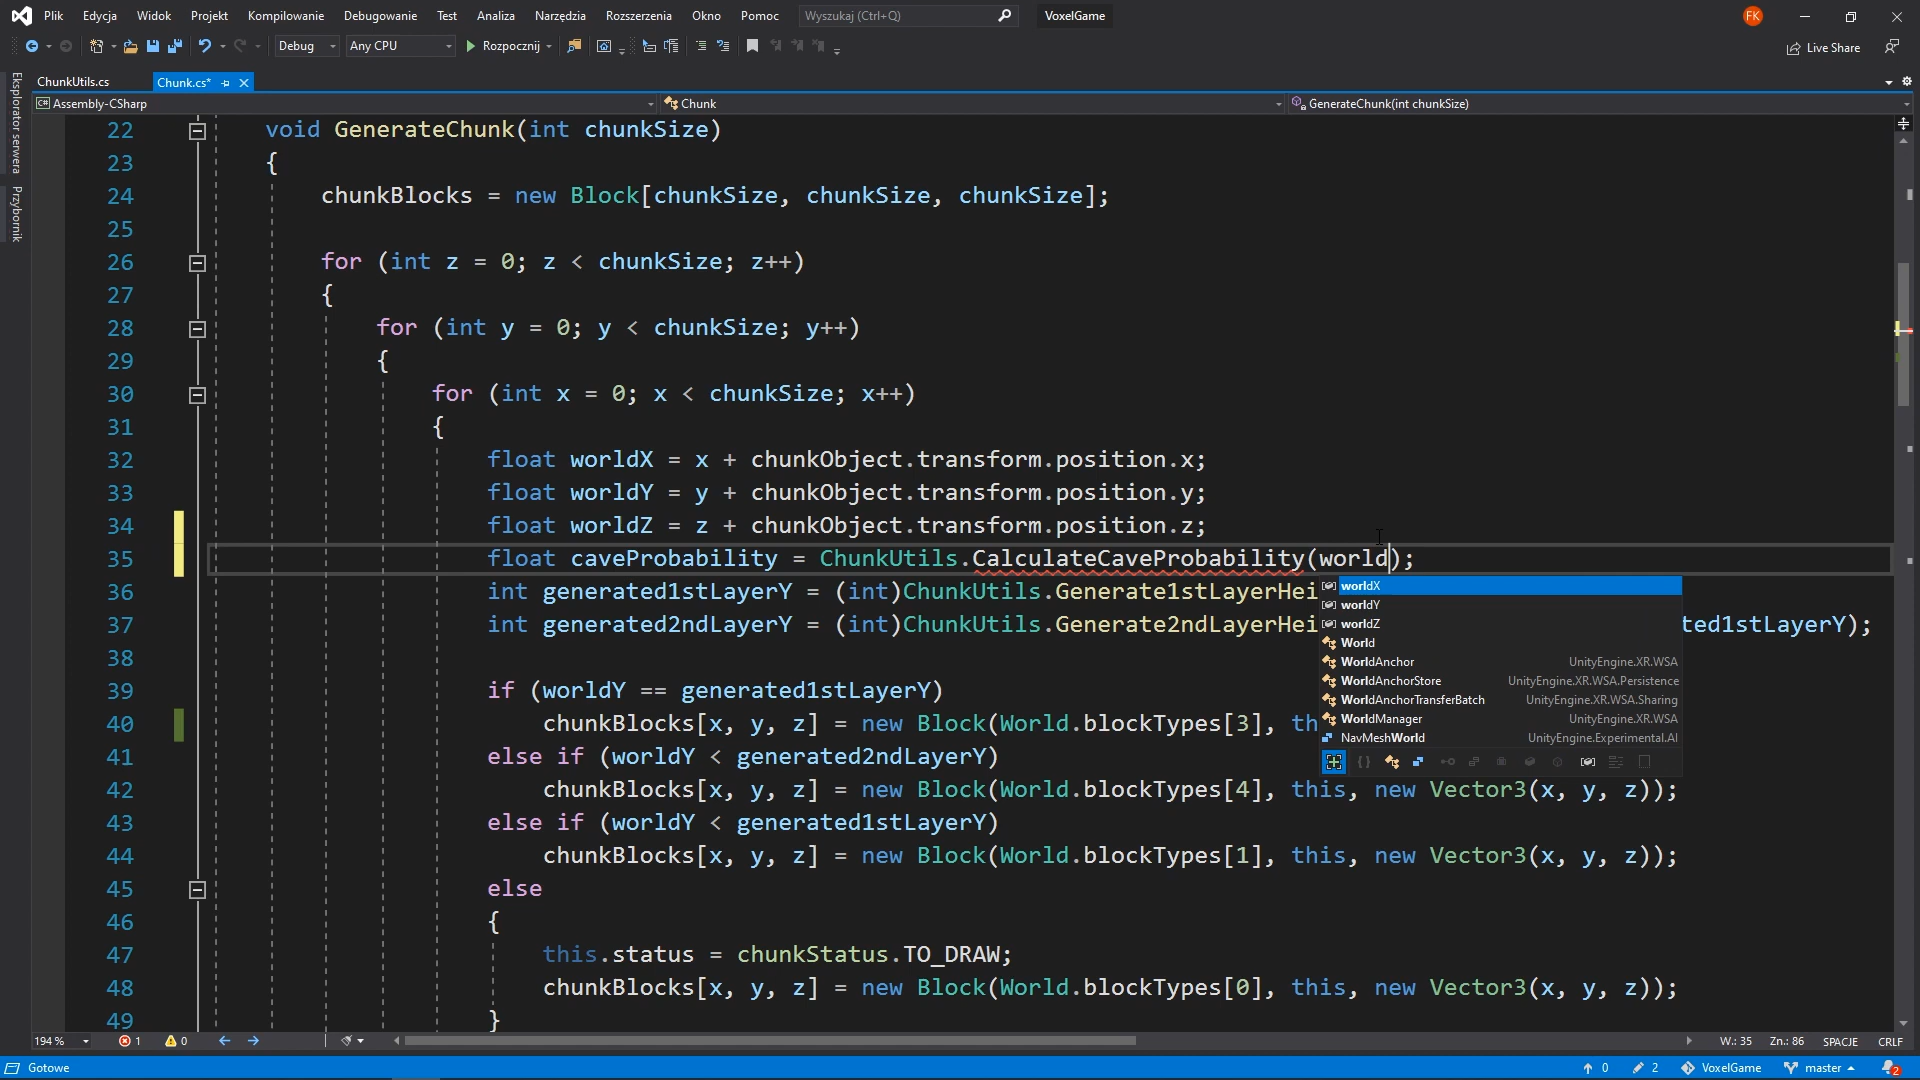 Plik Edycja Widok Projekt Kompilowanie Debugowanie Test Analiza Narzędzia Rozszerzenia Okno Pomoc Wyszukaj (Ctrl+Q) VoxelGame FK
Debug Any CPU Rozpocznij Live Share
Eksplorator serwera
Przybornik
ChunkUtils.cs Chunk.cs*
C# Assembly-CSharp Chunk GenerateChunk(int chunkSize)
22 void GenerateChunk(int chunkSize)
23 {
24 chunkBlocks = new Block[chunkSize, chunkSize, chunkSize];
25
26 for (int z = 0; z < chunkSize; z++)
27 {
28 for (int y = 0; y < chunkSize; y++)
29 {
30 for (int x = 0; x < chunkSize; x++)
31 {
32 float worldX = x + chunkObject.transform.position.x;
33 float worldY = y + chunkObject.transform.position.y;
34 float worldZ = z + chunkObject.transform.position.z;
35 float caveProbability = ChunkUtils.CalculateCaveProbability(world);
36 int generated1stLayerY = (int)ChunkUtils.Generate1stLayerHei
37 int generated2ndLayerY = (int)ChunkUtils.Generate2ndLayerHei ted1stLayerY);
worldX
worldY
worldZ
World
WorldAnchor UnityEngine.XR.WSA
WorldAnchorStore UnityEngine.XR.WSA.Persistence
WorldAnchorTransferBatch UnityEngine.XR.WSA.Sharing
WorldManager UnityEngine.XR.WSA
NavMeshWorld UnityEngine.Experimental.AI
38
39 if (worldY == generated1stLayerY)
40 chunkBlocks[x, y, z] = new Block(World.blockTypes[3], th
41 else if (worldY < generated2ndLayerY)
42 chunkBlocks[x, y, z] = new Block(World.blockTypes[4], this, new Vector3(x, y, z));
43 else if (worldY < generated1stLayerY)
44 chunkBlocks[x, y, z] = new Block(World.blockTypes[1], this, new Vector3(x, y, z));
45 else
46 {
47 this.status = chunkStatus.TO_DRAW;
48 chunkBlocks[x, y, z] = new Block(World.blockTypes[0], this, new Vector3(x, y, z));
49 }
194 % 1 0 W.: 35 Zn.: 86 SPACJE CRLF
Gotowe 0 2 VoxelGame master 2